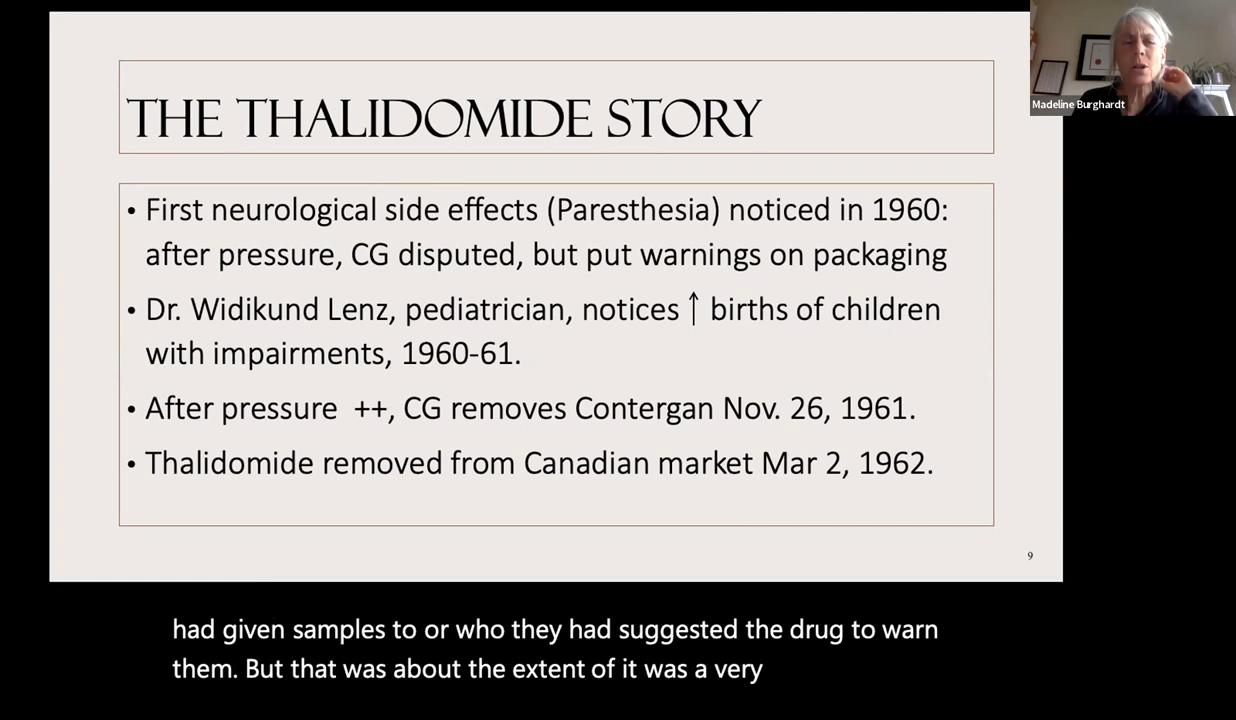 THE THALIDOMIDE STORY
Madeline Burghardt
• First neurological side effects (Paresthesia) noticed in 1960:
after pressure, CG disputed, but put warnings on packaging
• Dr. Widikund Lenz, pediatrician, notices ↑ births of children
with impairments, 1960-61.
• After pressure ++, CG removes Contergan Nov. 26, 1961.
• Thalidomide removed from Canadian market Mar 2, 1962.
9
had given samples to or who they had suggested the drug to warn
them. But that was about the extent of it was a very